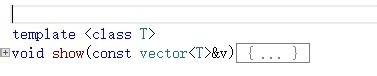 template <class T>
void show(const vector<T>&v){ ... }